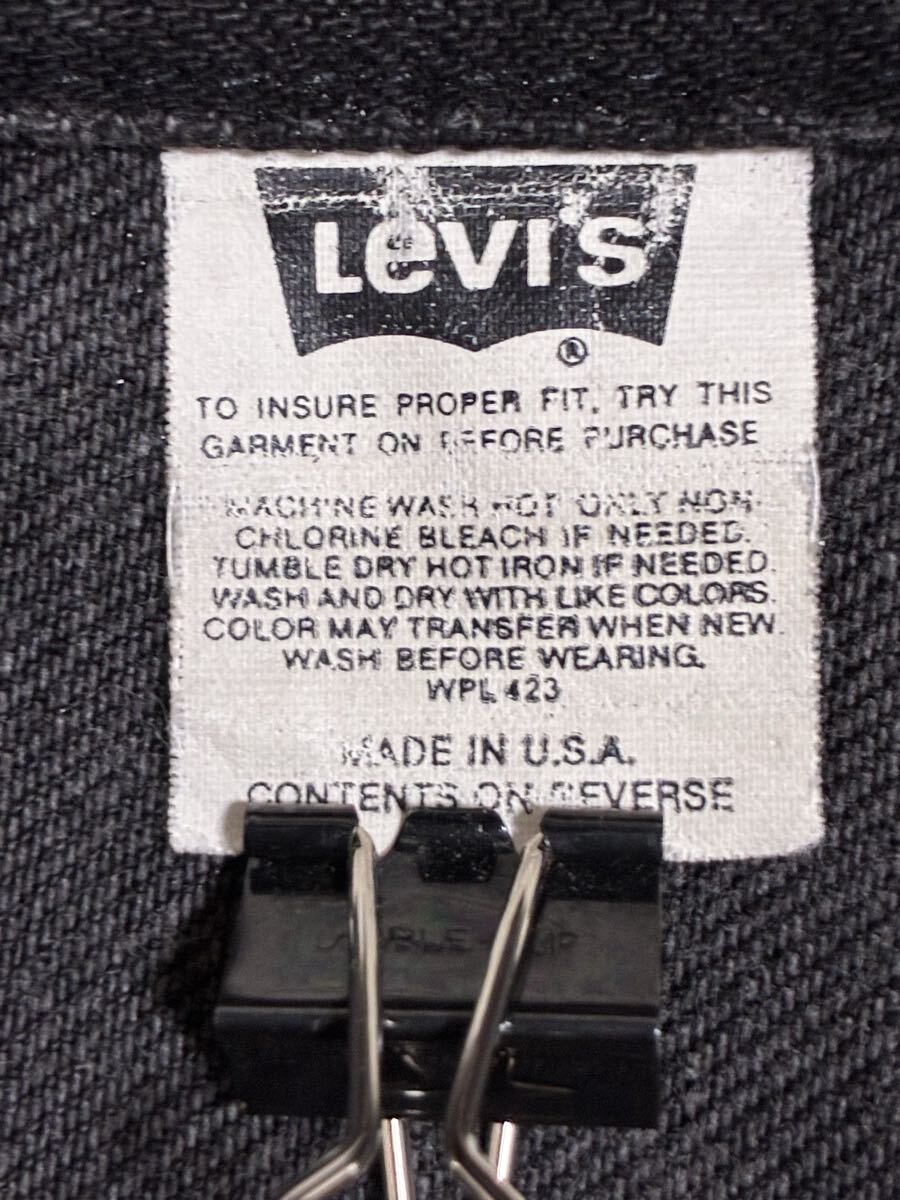 LEVI'S
®
TO INSURE PROPER FIT, TRY THIS
GARMENT ON BEFORE PURCHASE
MACHINE WASH HOT ONLY NON-
CHLORINE BLEACH IF NEEDED.
TUMBLE DRY HOT IRON IF NEEDED.
WASH AND DRY WITH LIKE COLORS.
COLOR MAY TRANSFER WHEN NEW.
WASH BEFORE WEARING.
WPL 423
MADE IN U.S.A.
CONTENTS ON REVERSE